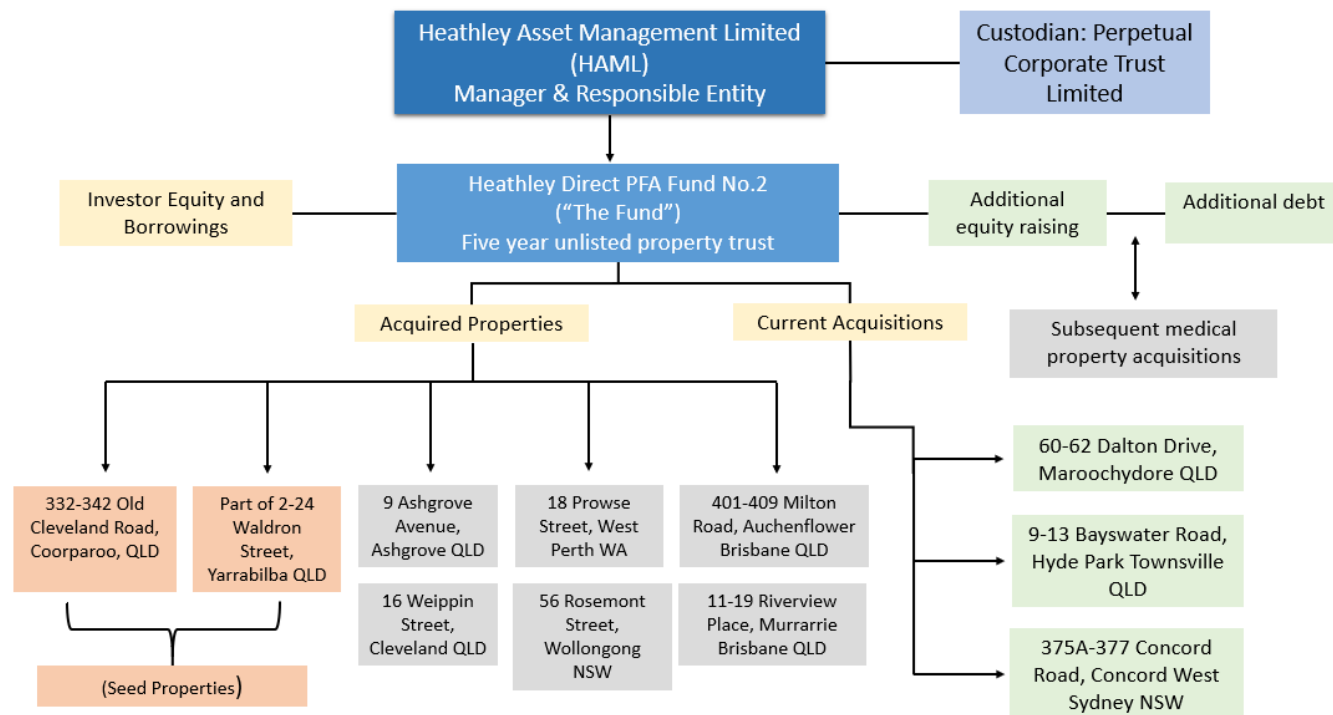 Heathley Asset Management Limited
(HAML)
Manager & Responsible Entity
Custodian: Perpetual
Corporate Trust
Limited
Investor Equity and
Borrowings
Heathley Direct PFA Fund No.2
(“The Fund”)
Five year unlisted property trust
Additional
equity raising
Additional debt
Acquired Properties
Current Acquisitions
Subsequent medical
property acquisitions
332-342 Old
Cleveland Road,
Coorparoo, QLD
Part of 2-24
Waldron
Street,
Yarrabilba QLD
(Seed Properties)
9 Ashgrove
Avenue,
Ashgrove QLD
18 Prowse
Street, West
Perth WA
401-409 Milton
Road, Auchenflower
Brisbane QLD
16 Weippin
Street,
Cleveland QLD
56 Rosemont
Street,
Wollongong
NSW
11-19 Riverview
Place, Murrarrie
Brisbane QLD
60-62 Dalton Drive,
Maroochydore QLD
9-13 Bayswater Road,
Hyde Park Townsville
QLD
375A-377 Concord
Road, Concord West
Sydney NSW